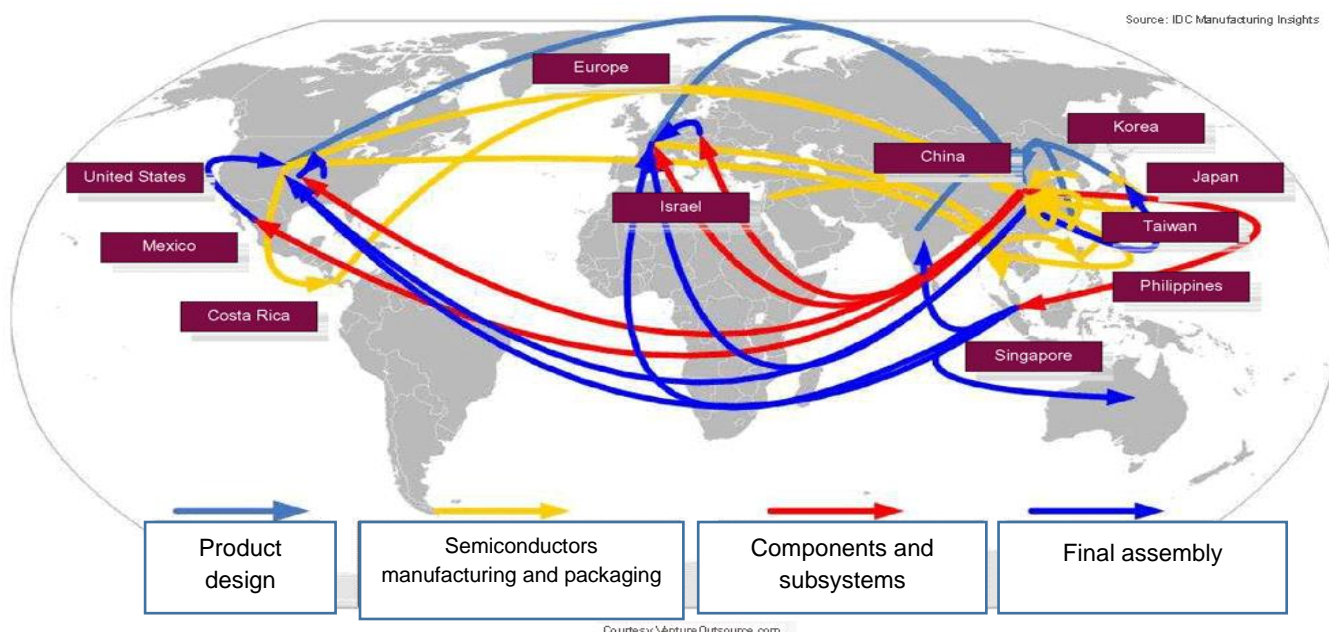 Source: IDC Manufacturing Insights
Europe
Korea
China
United States
Japan
Israel
Taiwan
Mexico
Philippines
Costa Rica
Singapore
Product
design
Semiconductors
manufacturing and packaging
Components and
subsystems
Final assembly
Courtesy VentureOutsource.com